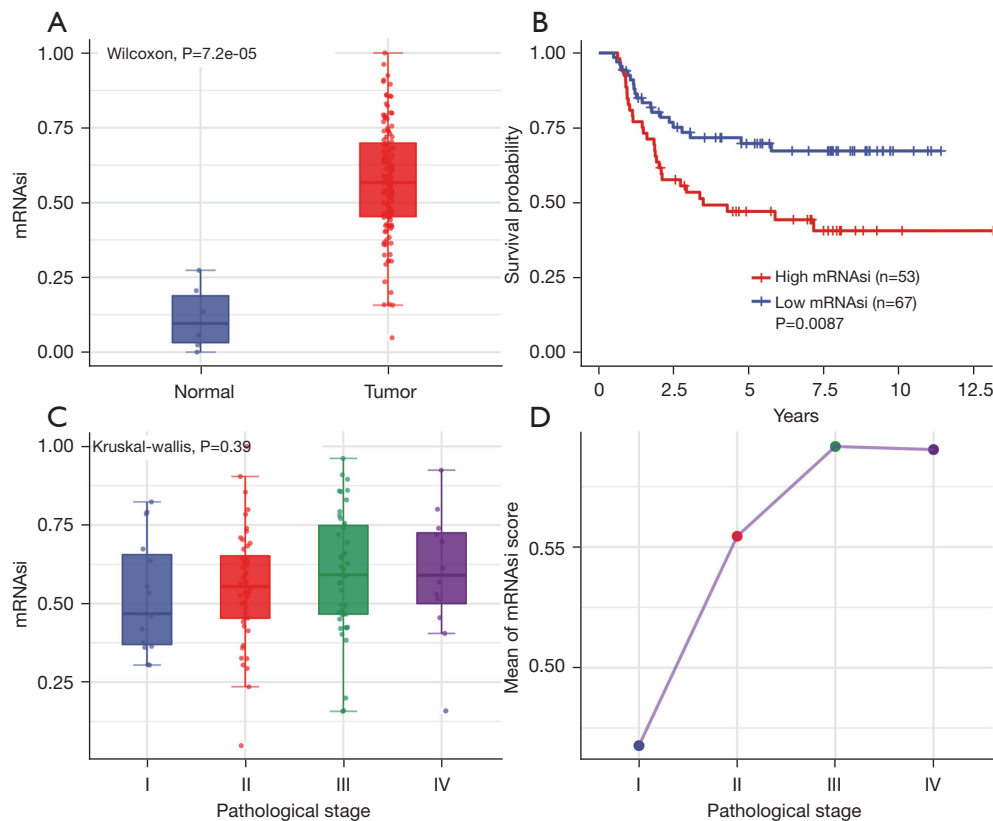 A
Wilcoxon, P=7.2e-05
1.00
0.75
0.50
0.25
0.00
mRNAsi
Normal
Tumor
B
1.00
0.75
0.50
0.25
0.00
Survival probability
High mRNAsi (n=53)
Low mRNAsi (n=67)
P=0.0087
0
2.5
5
7.5
10
12.5
Years
C
Kruskal-wallis, P=0.39
1.00
0.75
0.50
0.25
mRNAsi
I
II
III
IV
Pathological stage
D
0.55
0.50
Mean of mRNAsi score
I
II
III
IV
Pathological stage